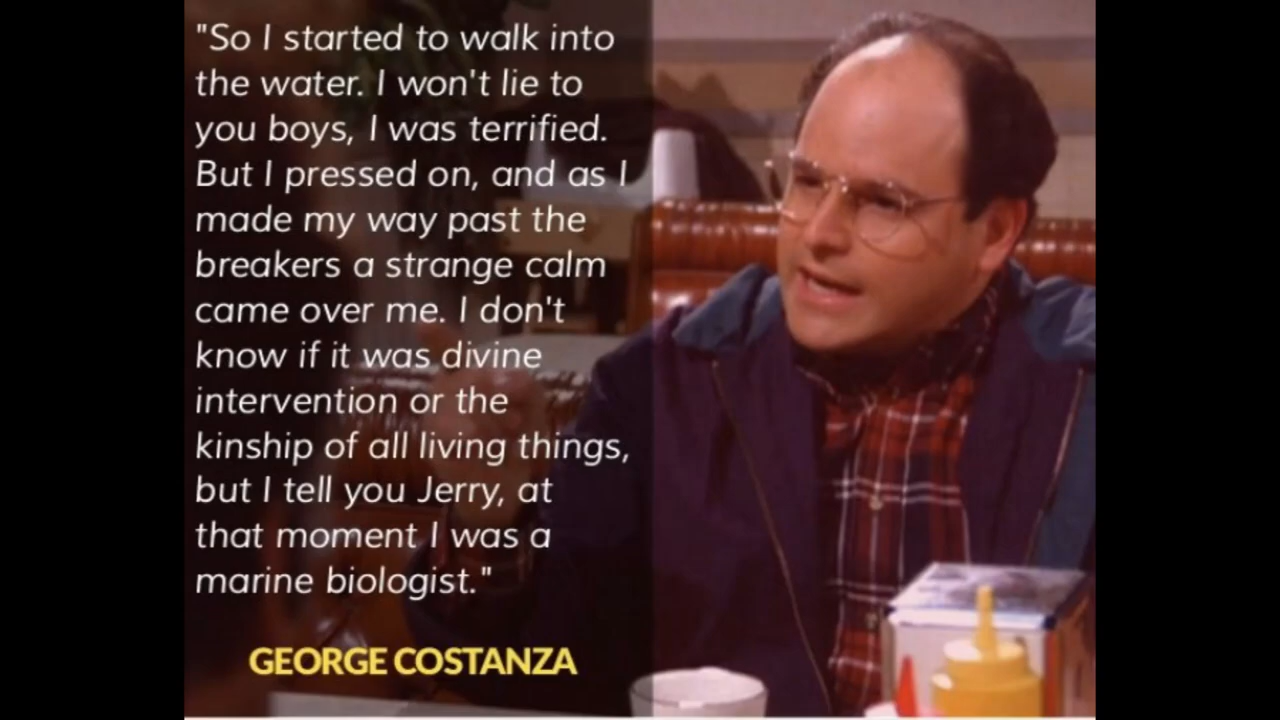 "So I started to walk into
the water. I won't lie to
you boys, I was terrified.
But I pressed on, and as I
made my way past the
breakers a strange calm
came over me. I don't
know if it was divine
intervention or the
kinship of all living things,
but I tell you Jerry, at
that moment I was a
marine biologist."
GEORGE COSTANZA